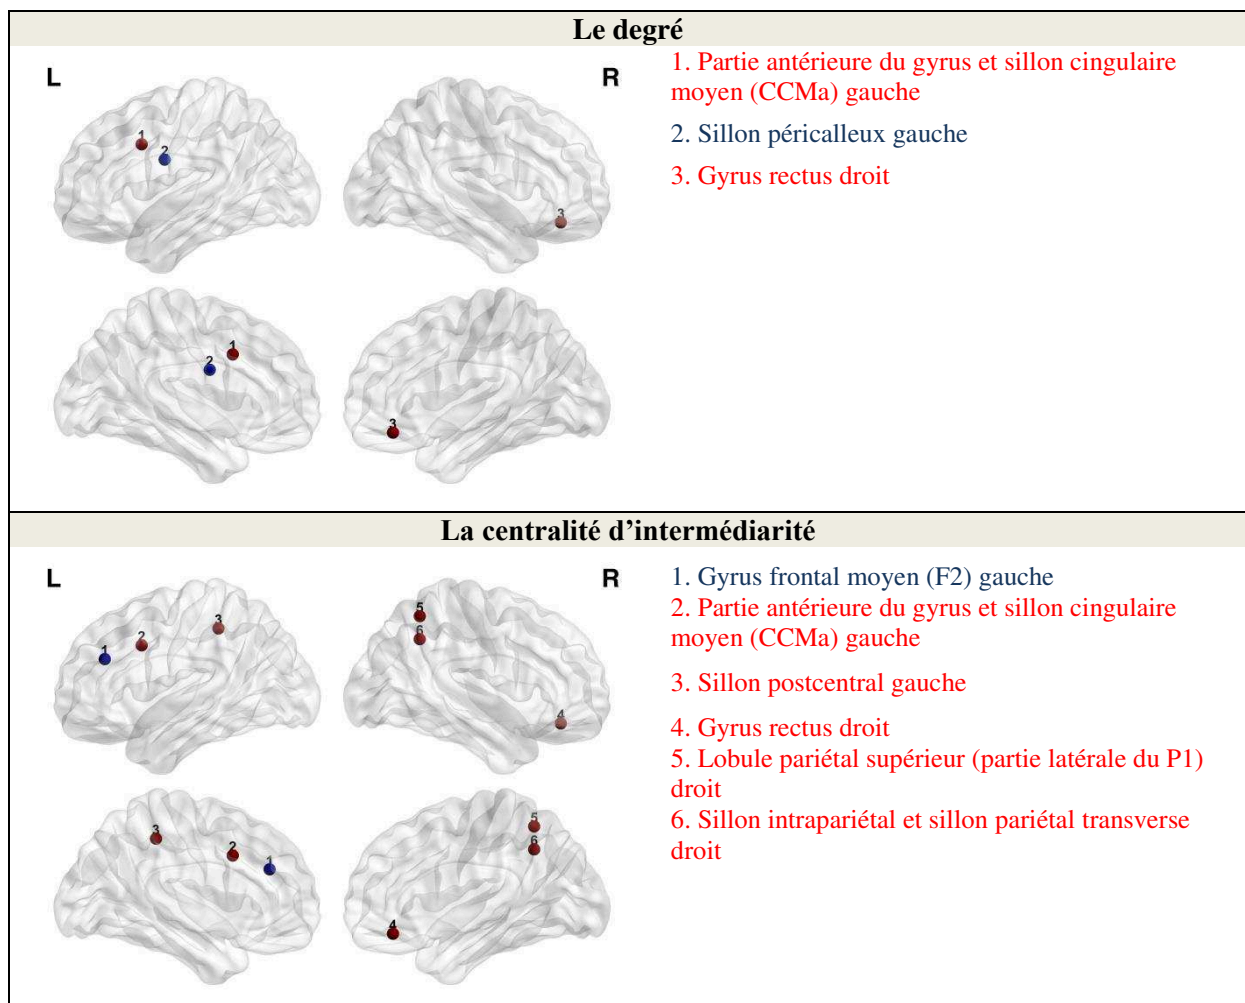 Le degré
L
R
1. Partie antérieure du gyrus et sillon cingulaire
moyen (CCMa) gauche
2. Sillon péricalleux gauche
3. Gyrus rectus droit
1
2
3
2
1
3
La centralité d'intermédiarité
L
R
1. Gyrus frontal moyen (F2) gauche
2. Partie antérieure du gyrus et sillon cingulaire
moyen (CCMa) gauche
3. Sillon postcentral gauche
4. Gyrus rectus droit
5. Lobule pariétal supérieur (partie latérale du P1)
droit
6. Sillon intrapariétal et sillon pariétal transverse
droit
1
2
3
5
6
4
3
2
1
5
6
4